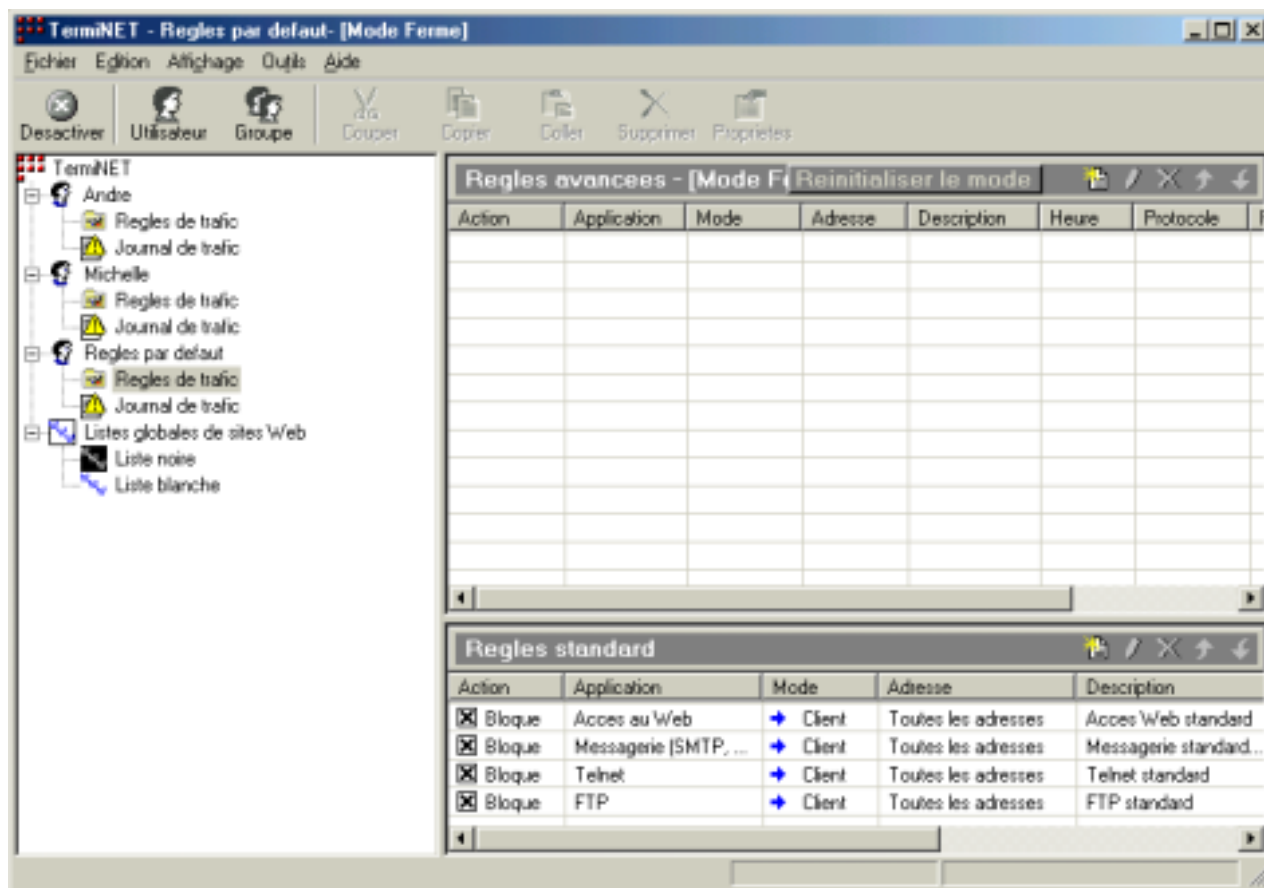 TermiNET - Regles par defaut- [Mode Ferme]
Fichier Edition Affichage Outils Aide
Desactiver Utilisateur Groupe Couper Copier Coller Supprimer Proprietes
TermiNET
Andre
Regles de trafic
Journal de trafic
Michelle
Regles de trafic
Journal de trafic
Regles par defaut
Regles de trafic
Journal de trafic
Listes globales de sites Web
Liste noire
Liste blanche
Regles avancees - [Mode Fe Reinitialiser le mode
Action Application Mode Adresse Description Heure Protocole
Regles standard
Action Application Mode Adresse Description
Bloque Acces au Web Client Toutes les adresses Acces Web standard
Bloque Messagerie (SMTP, ... Client Toutes les adresses Messagerie standard...
Bloque Telnet Client Toutes les adresses Telnet standard
Bloque FTP Client Toutes les adresses FTP standard